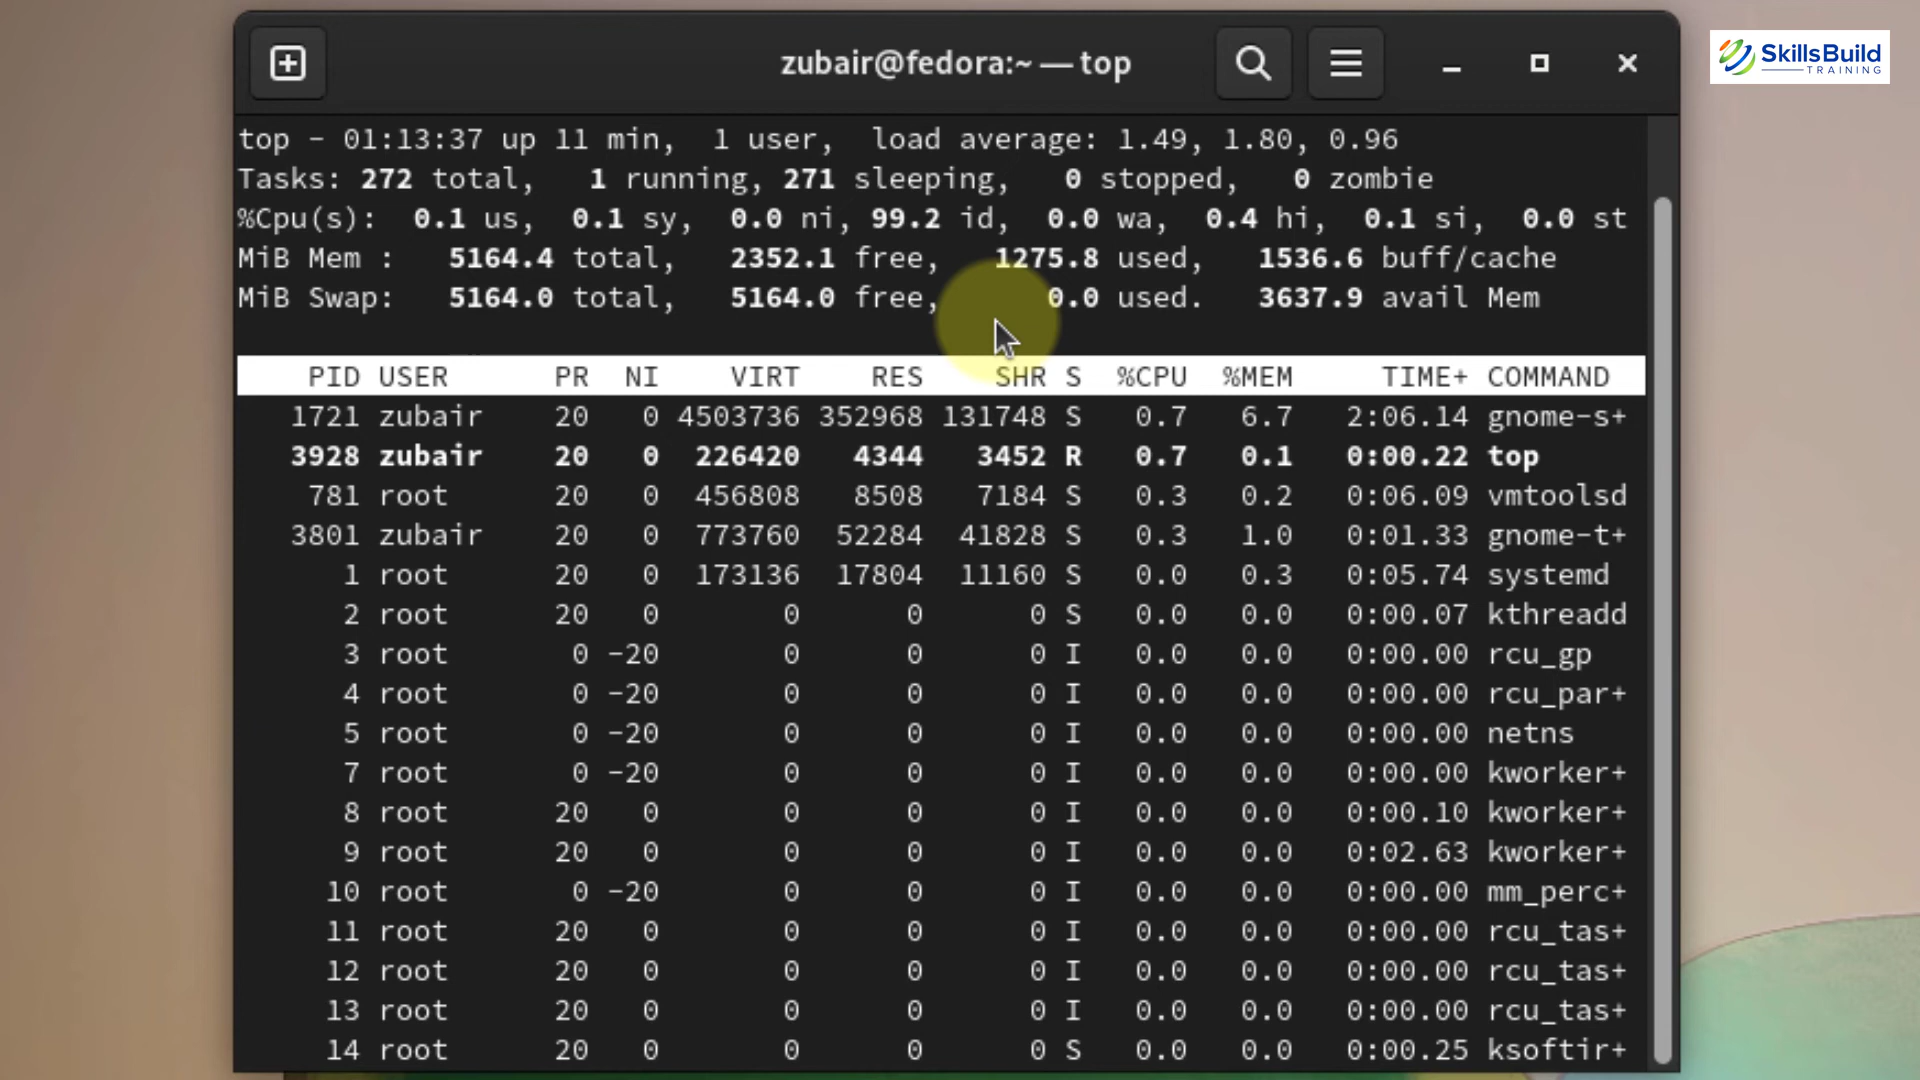 zubair@fedora:~ — top
SkillsBuild
TRAINING
top - 01:13:37 up 11 min,  1 user,  load average: 1.49, 1.80, 0.96
Tasks: 272 total,   1 running, 271 sleeping,   0 stopped,   0 zombie
%Cpu(s):  0.1 us,  0.1 sy,  0.0 ni, 99.2 id,  0.0 wa,  0.4 hi,  0.1 si,  0.0 st
MiB Mem :   5164.4 total,   2352.1 free,   1275.8 used,   1536.6 buff/cache
MiB Swap:   5164.0 total,   5164.0 free,      0.0 used.   3637.9 avail Mem
PID USER PR NI VIRT RES SHR S %CPU %MEM TIME+ COMMAND
1721 zubair 20 0 4503736 352968 131748 S 0.7 6.7 2:06.14 gnome-s+
3928 zubair 20 0 226420 4344 3452 R 0.7 0.1 0:00.22 top
781 root 20 0 456808 8508 7184 S 0.3 0.2 0:06.09 vmtoolsd
3801 zubair 20 0 773760 52284 41828 S 0.3 1.0 0:01.33 gnome-t+
1 root 20 0 173136 17804 11160 S 0.0 0.3 0:05.74 systemd
2 root 20 0 0 0 0 S 0.0 0.0 0:00.07 kthreadd
3 root 0 -20 0 0 0 I 0.0 0.0 0:00.00 rcu_gp
4 root 0 -20 0 0 0 I 0.0 0.0 0:00.00 rcu_par+
5 root 0 -20 0 0 0 I 0.0 0.0 0:00.00 netns
7 root 0 -20 0 0 0 I 0.0 0.0 0:00.00 kworker+
8 root 20 0 0 0 0 I 0.0 0.0 0:00.10 kworker+
9 root 20 0 0 0 0 I 0.0 0.0 0:02.63 kworker+
10 root 0 -20 0 0 0 I 0.0 0.0 0:00.00 mm_perc+
11 root 20 0 0 0 0 I 0.0 0.0 0:00.00 rcu_tas+
12 root 20 0 0 0 0 I 0.0 0.0 0:00.00 rcu_tas+
13 root 20 0 0 0 0 I 0.0 0.0 0:00.00 rcu_tas+
14 root 20 0 0 0 0 S 0.0 0.0 0:00.25 ksoftir+